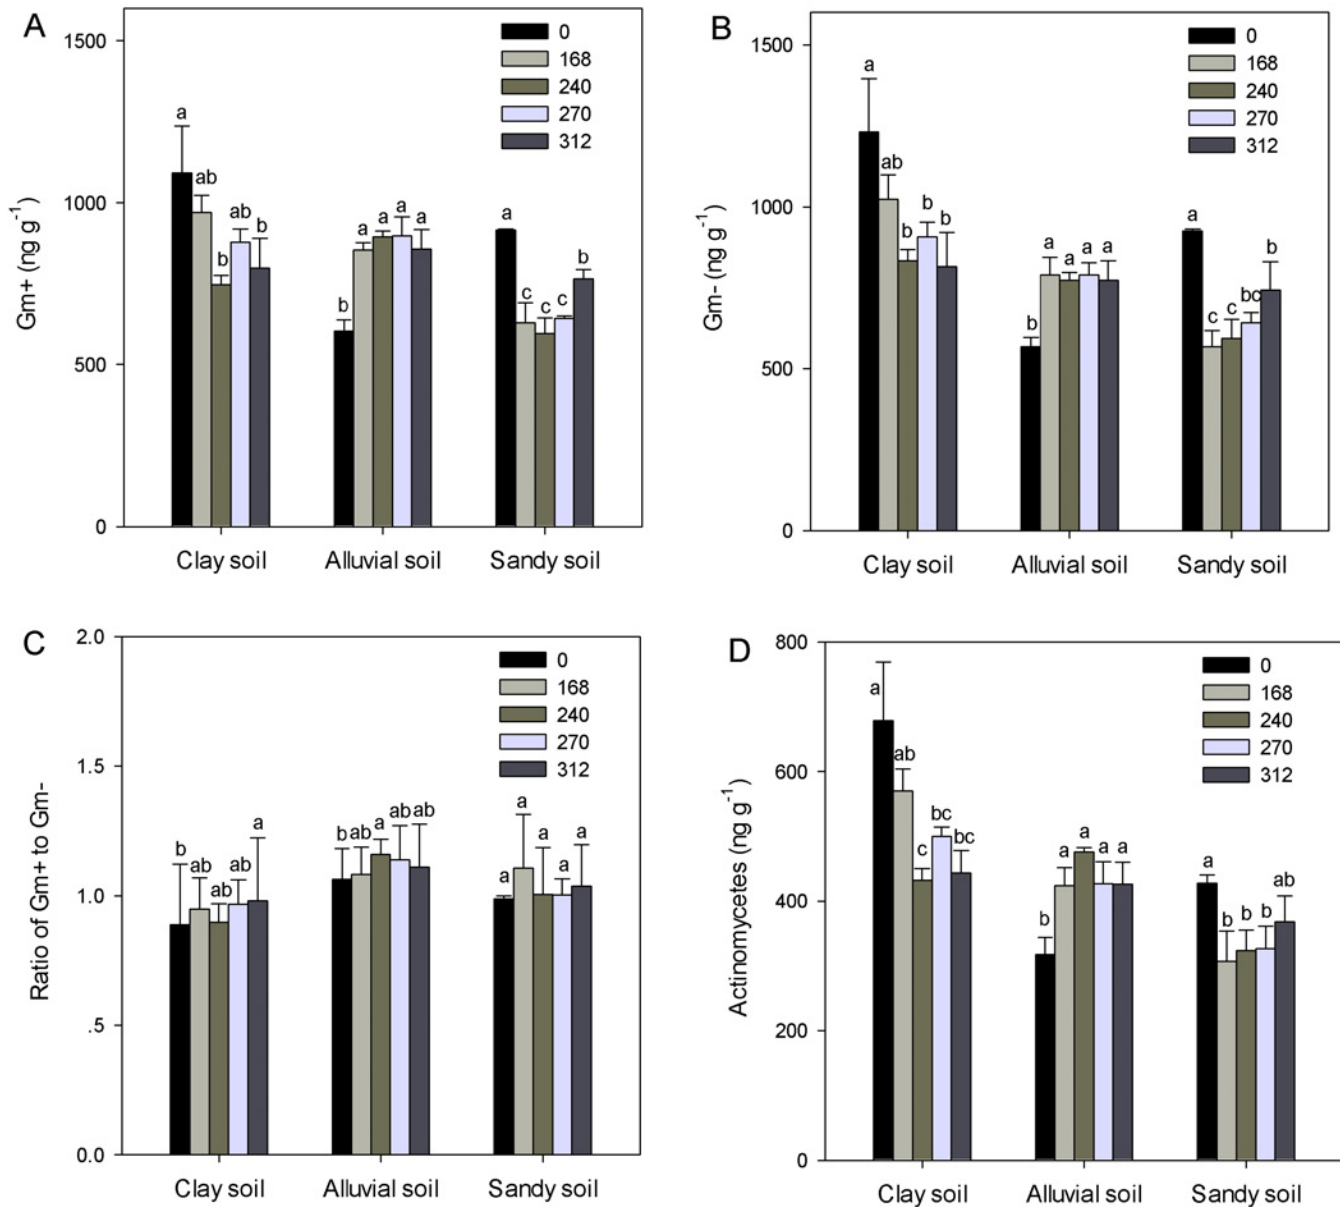 A
1500
1000
500
0
Gm+ (ng g-1)
0
168
240
270
312
a
ab
b
ab
b
b
a
a
a
a
a
c
c
c
b
Clay soil
Alluvial soil
Sandy soil
B
1500
1000
500
0
Gm- (ng g-1)
0
168
240
270
312
a
ab
b
b
b
b
a
a
a
a
a
c
c
bc
b
Clay soil
Alluvial soil
Sandy soil
C
2.0
1.5
1.0
.5
0.0
Ratio of Gm+ to Gm-
0
168
240
270
312
b
ab
ab
ab
a
b
ab
a
ab
ab
a
a
a
a
a
Clay soil
Alluvial soil
Sandy soil
D
800
600
400
200
0
Actinomycetes (ng g-1)
0
168
240
270
312
a
ab
c
bc
bc
b
a
a
a
a
a
b
b
b
ab
Clay soil
Alluvial soil
Sandy soil